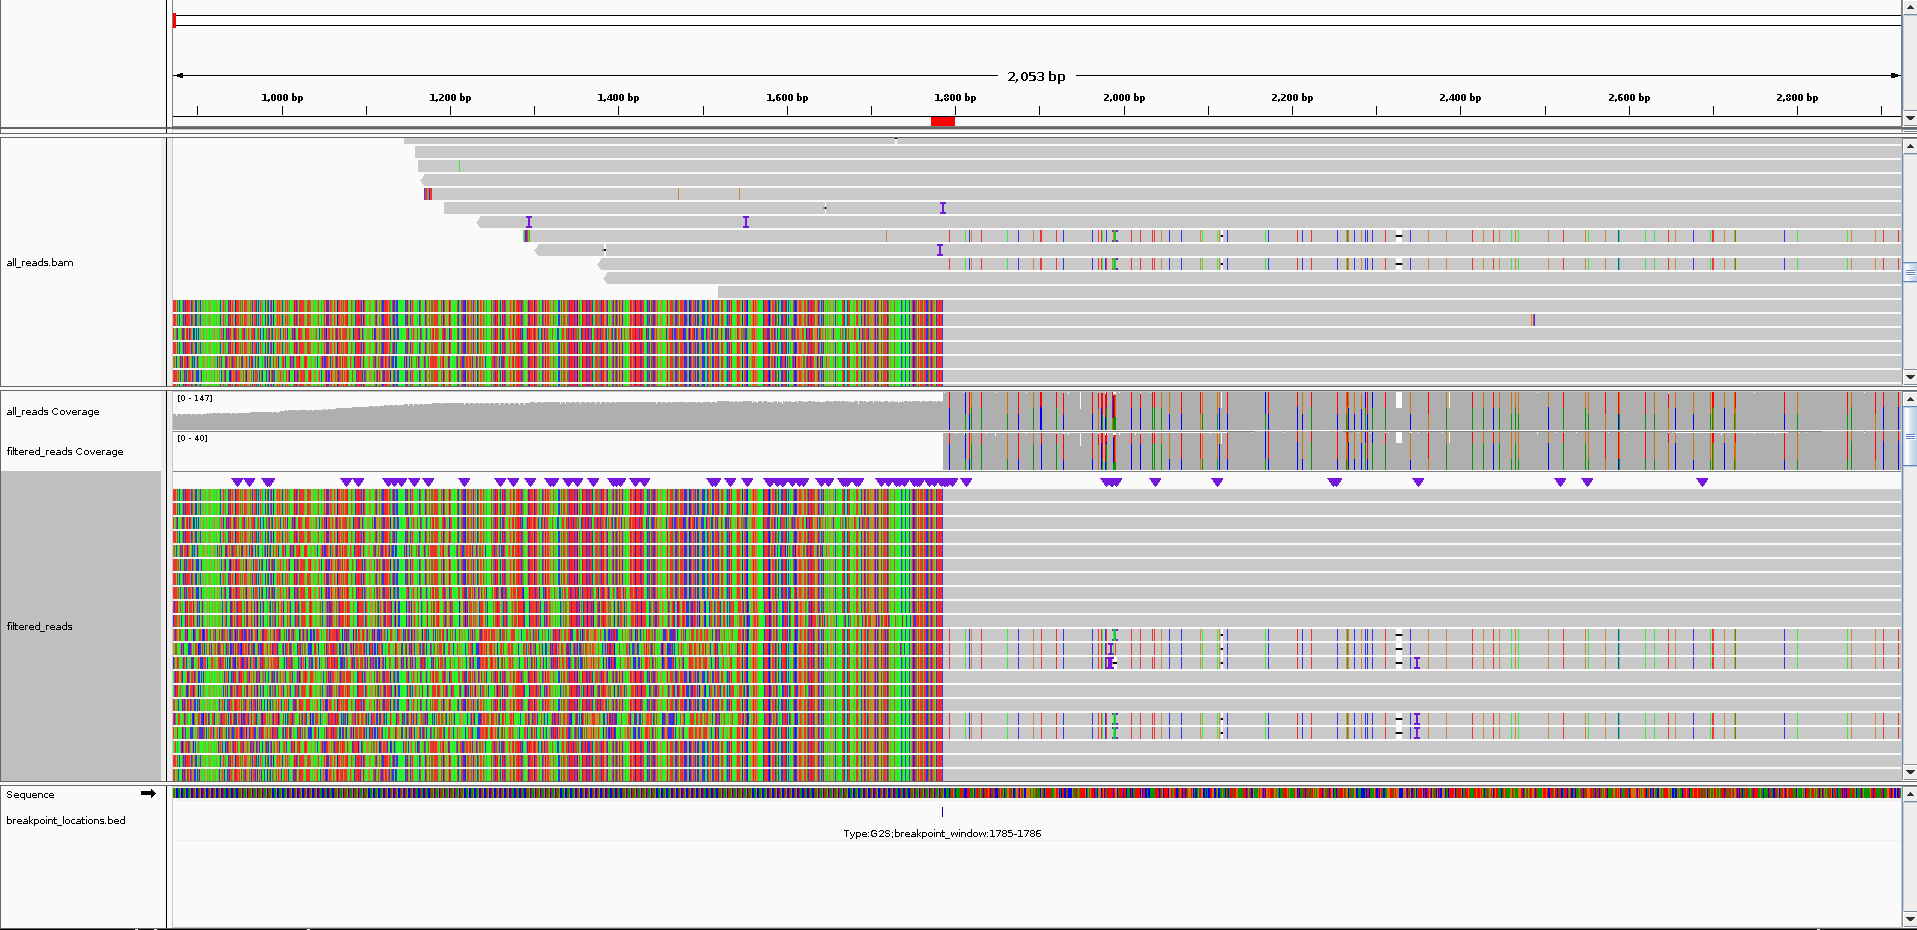 2,053 bp
1,000 bp 1,200 bp 1,400 bp 1,600 bp 1,800 bp 2,000 bp 2,200 bp 2,400 bp 2,600 bp 2,800 bp
all_reads.bam
[0 - 147]
all_reads Coverage
[0 - 40]
filtered_reads Coverage
filtered_reads
Sequence
breakpoint_locations.bed
Type:G2S;breakpoint_window:1785-1786